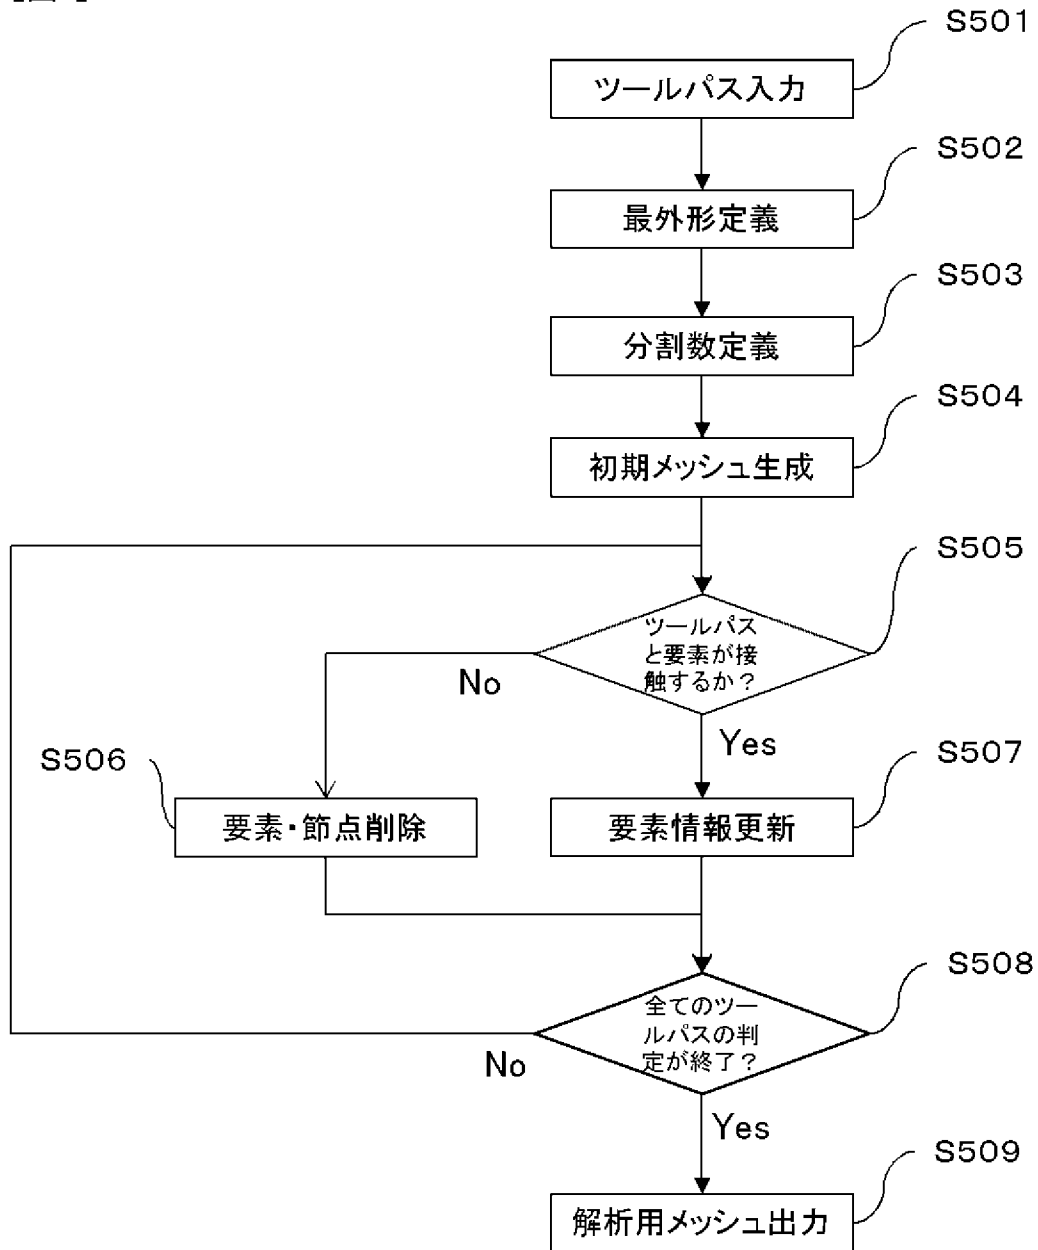 S501
ツールパス入力
S502
最外形定義
S503
分割数定義
S504
初期メッシュ生成
S505
ツールパス
と要素が接
触するか？
No
Yes
S506
要素・節点削除
S507
要素情報更新
S508
全てのツー
ルパスの判
定が終了？
No
Yes
S509
解析用メッシュ出力